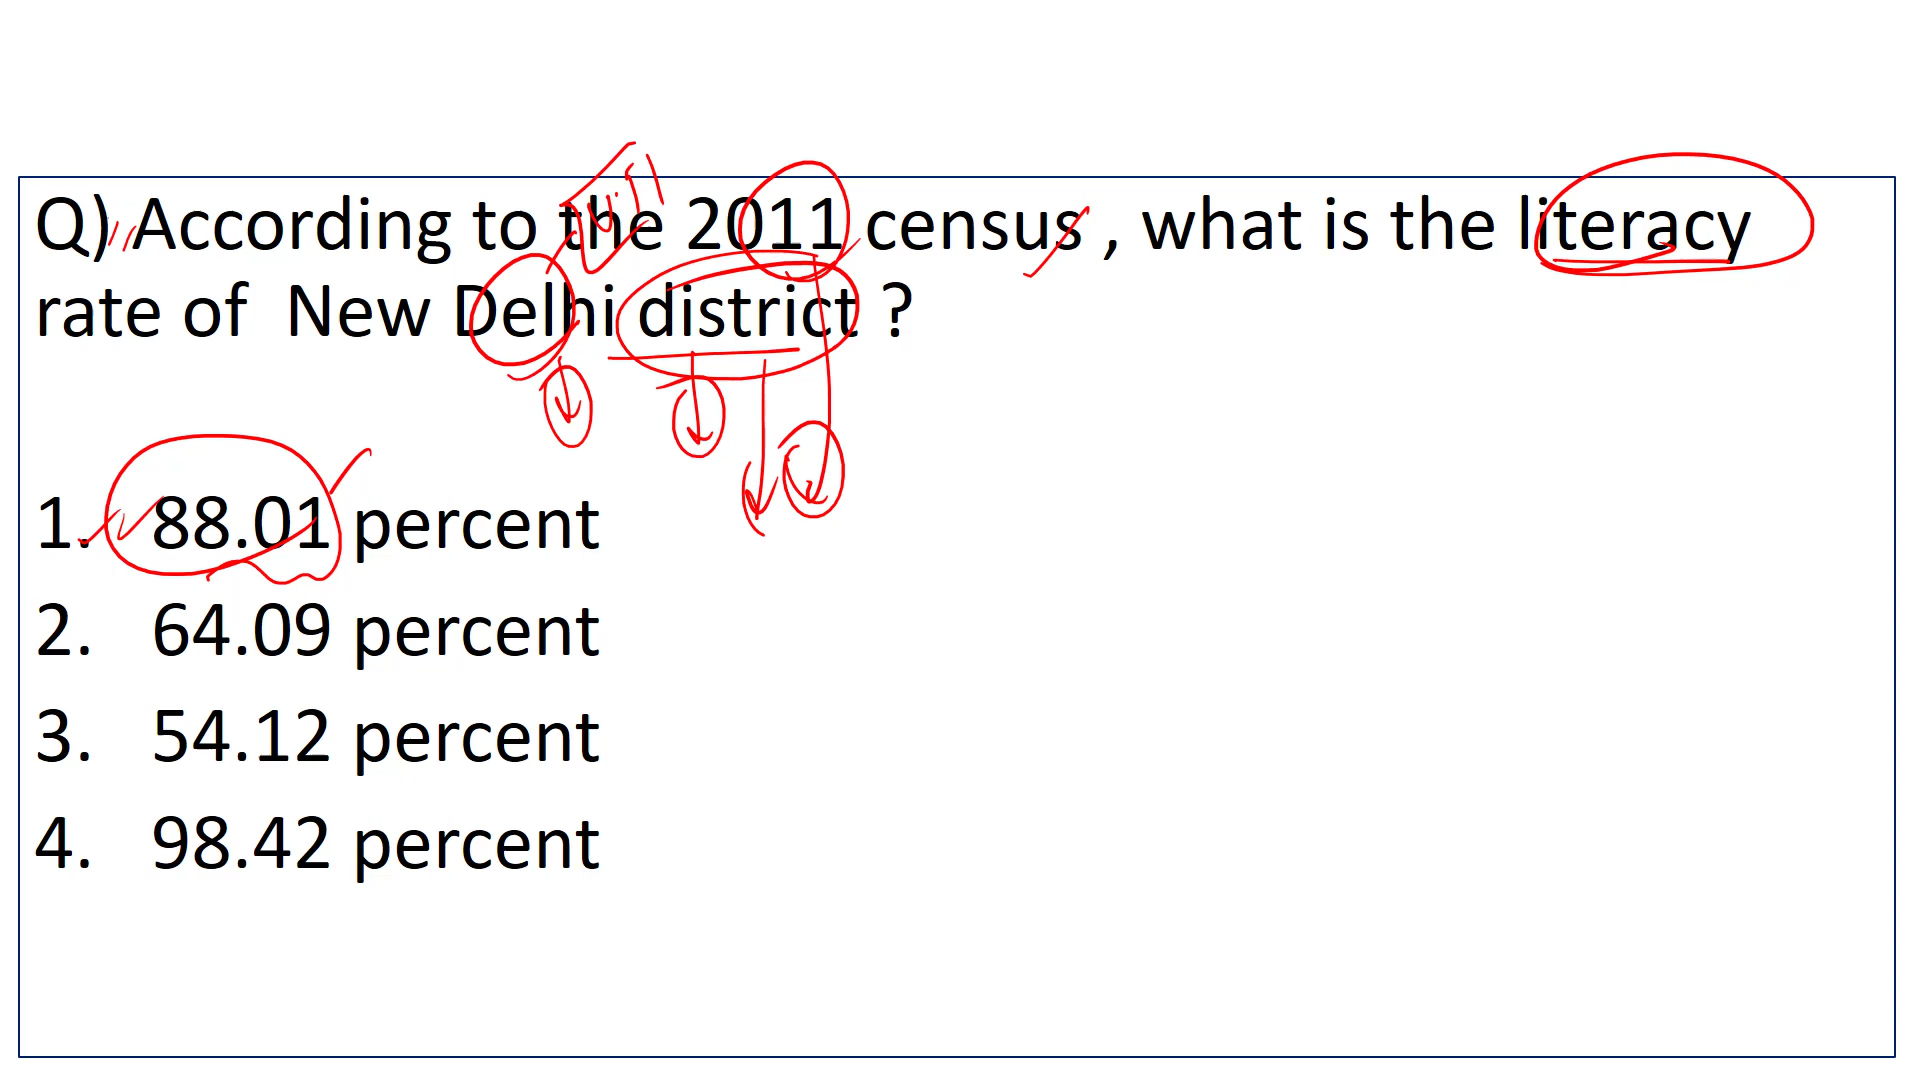 Q) According to the 2011 census , what is the literacy
rate of New Delhi district ?
1. 88.01 percent
2. 64.09 percent
3. 54.12 percent
4. 98.42 percent